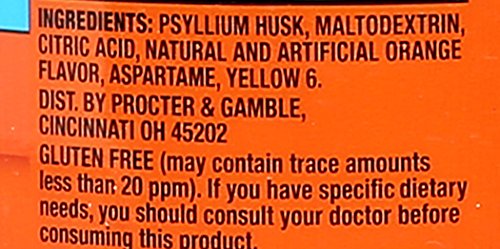 INGREDIENTS: PSYLLIUM HUSK, MALTODEXTRIN,
CITRIC ACID, NATURAL AND ARTIFICIAL ORANGE
FLAVOR, ASPARTAME, YELLOW 6.
DIST. BY PROCTER & GAMBLE,
CINCINNATI OH 45202
GLUTEN FREE (may contain trace amounts
less than 20 ppm). If you have specific dietary
needs, you should consult your doctor before
consuming this product.